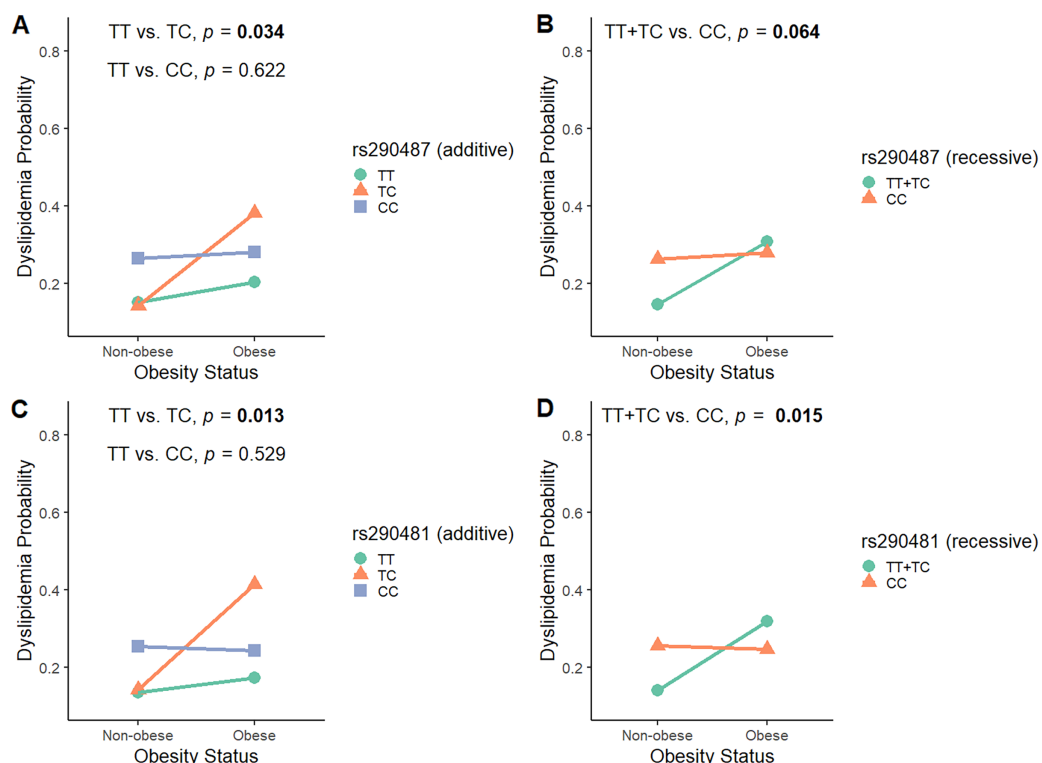 A
TT vs. TC, p = 0.034
TT vs. CC, p = 0.622
0.8
0.6
0.4
0.2
Dyslipidemia Probability
Non-obese
Obese
Obesity Status
rs290487 (additive)
TT
TC
CC
B
TT+TC vs. CC, p = 0.064
0.8
0.6
0.4
0.2
Dyslipidemia Probability
Non-obese
Obese
Obesity Status
rs290487 (recessive)
TT+TC
CC
C
TT vs. TC, p = 0.013
TT vs. CC, p = 0.529
0.8
0.6
0.4
0.2
Dyslipidemia Probability
Non-obese
Obese
Obesity Status
rs290481 (additive)
TT
TC
CC
D
TT+TC vs. CC, p = 0.015
0.8
0.6
0.4
0.2
Dyslipidemia Probability
Non-obese
Obese
Obesity Status
rs290481 (recessive)
TT+TC
CC